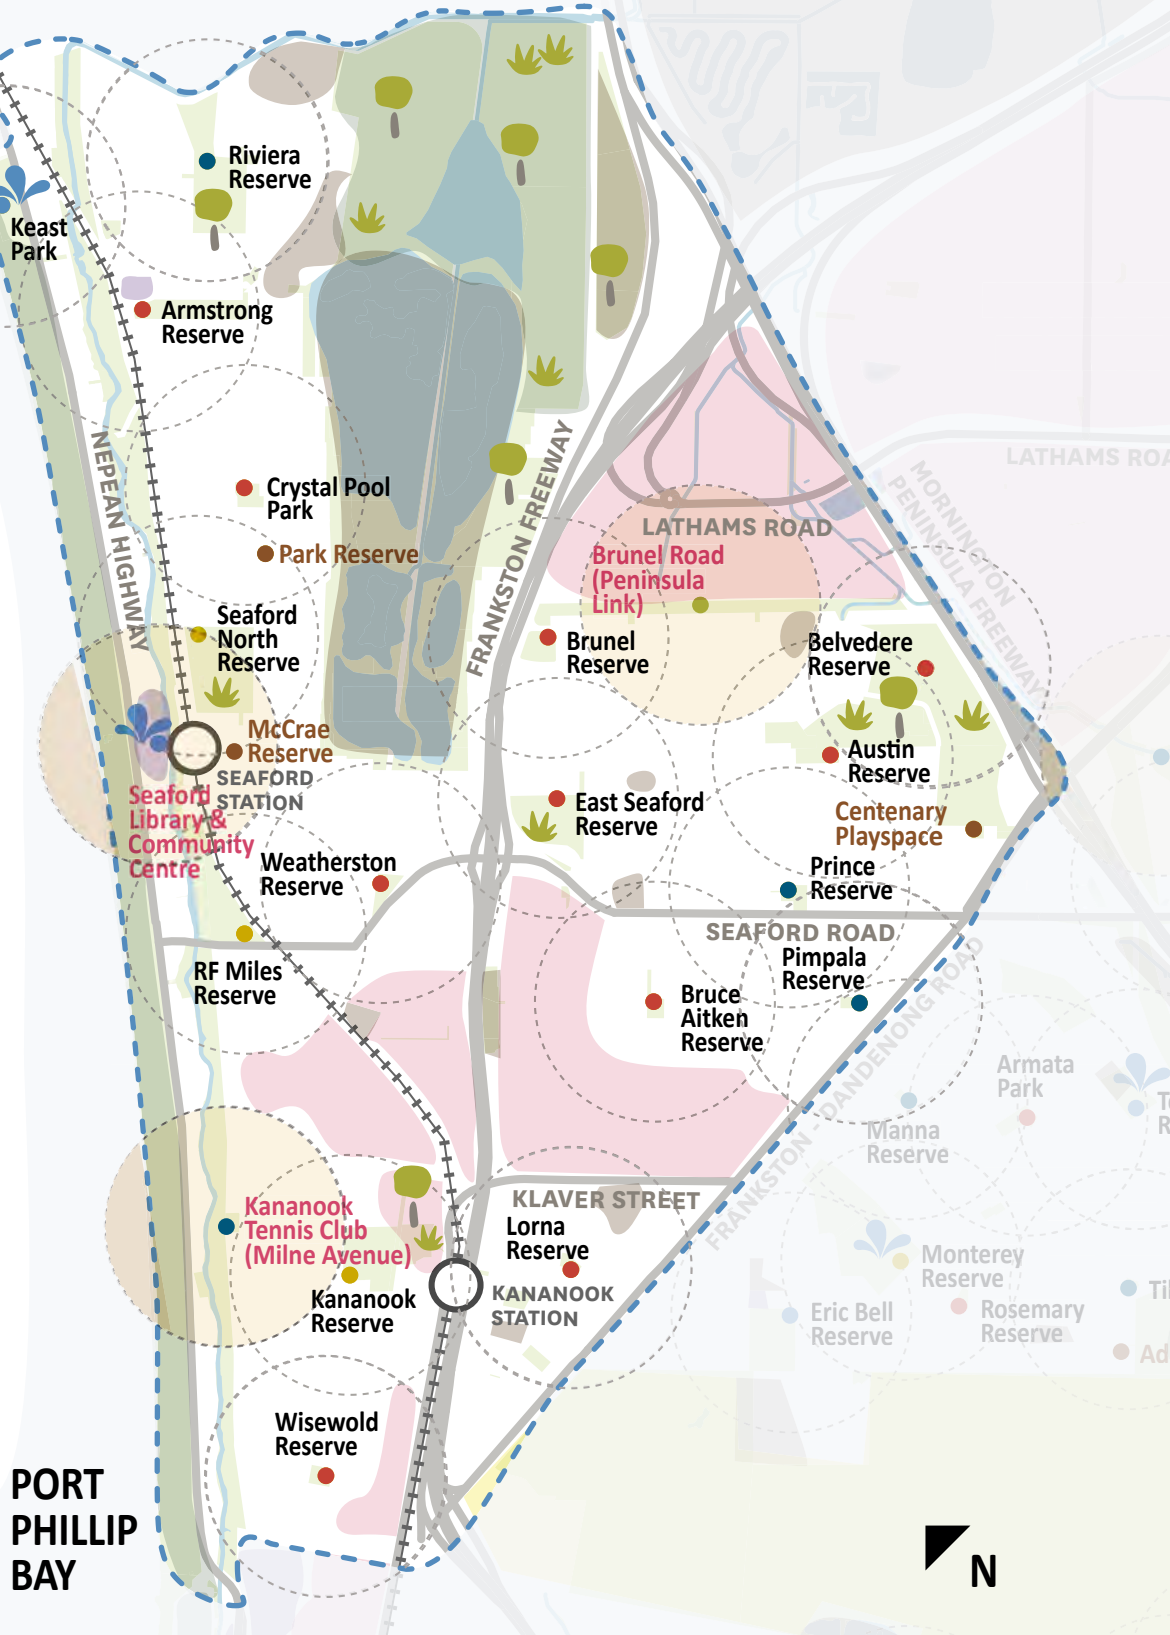 Riviera
Reserve
Keast
Park
Armstrong
Reserve
NEPEAN HIGHWAY
Crystal Pool
Park
Park Reserve
FRANKSTON FREEWAY
LATHAMS ROAD
LATHAMS ROA
MORNINGTON
PENINSULA FREEWAY
Brunel Road
(Peninsula
Link)
Seaford
North
Reserve
Brunel
Reserve
Belvedere
Reserve
McCrae
Reserve
SEAFORD
STATION
Austin
Reserve
Seaford
Library &
Community
Centre
East Seaford
Reserve
Centenary
Playspace
Weatherston
Reserve
Prince
Reserve
SEAFORD ROAD
RF Miles
Reserve
Pimpala
Reserve
Bruce
Aitken
Reserve
FRANKSTON - DANDENONG ROAD
Armata
Park
Manna
Reserve
T
R
Kananook
Tennis Club
(Milne Avenue)
KLAVER STREET
Lorna
Reserve
Kananook
Reserve
KANANOOK
STATION
Monterey
Reserve
Eric Bell
Reserve
Rosemary
Reserve
Til
Ad
Wisewold
Reserve
PORT
PHILLIP
BAY
N